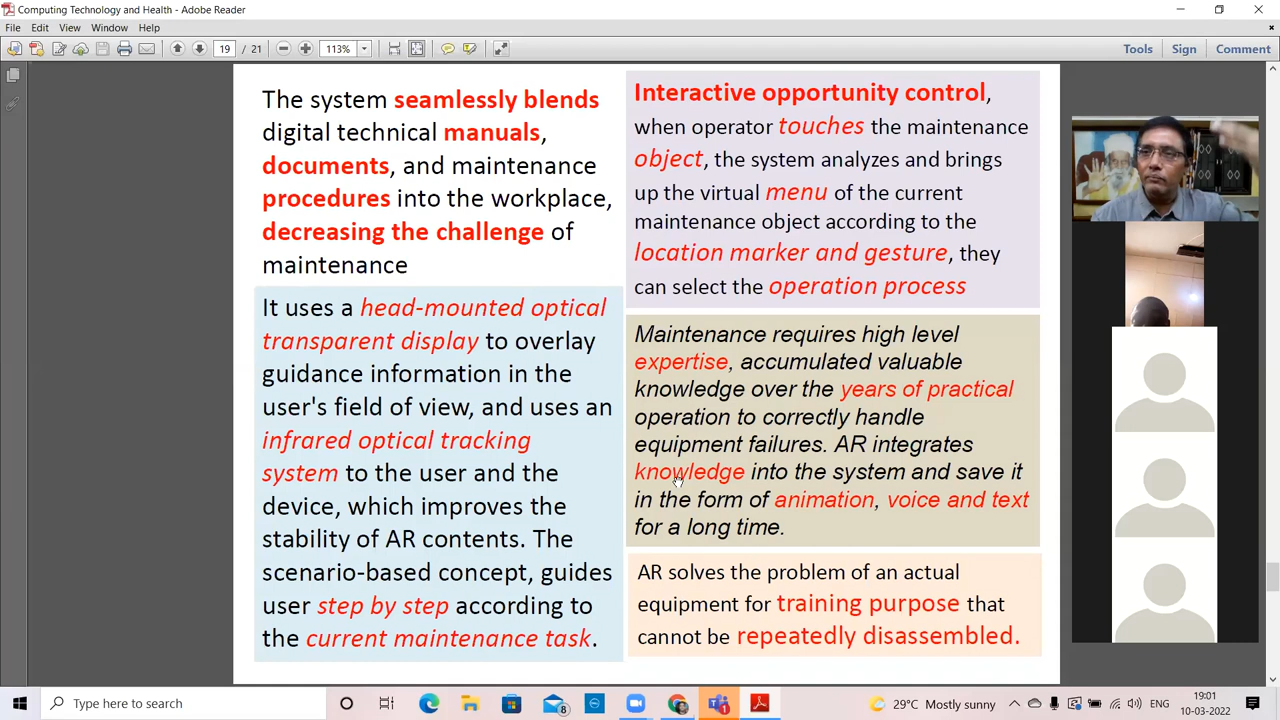 Computing Technology and Health - Adobe Reader
File Edit View Window Help
19 / 21 113% Tools Sign Comment
The system seamlessly blends
digital technical manuals,
documents, and maintenance
procedures into the workplace,
decreasing the challenge of
maintenance
It uses a head-mounted optical
transparent display to overlay
guidance information in the
user's field of view, and uses an
infrared optical tracking
system to the user and the
device, which improves the
stability of AR contents. The
scenario-based concept, guides
user step by step according to
the current maintenance task.
Interactive opportunity control,
when operator touches the maintenance
object, the system analyzes and brings
up the virtual menu of the current
maintenance object according to the
location marker and gesture, they
can select the operation process
Maintenance requires high level
expertise, accumulated valuable
knowledge over the years of practical
operation to correctly handle
equipment failures. AR integrates
knowledge into the system and save it
in the form of animation, voice and text
for a long time.
AR solves the problem of an actual
equipment for training purpose that
cannot be repeatedly disassembled.
Type here to search
8
1
29°C Mostly sunny
ENG
19:01
10-03-2022